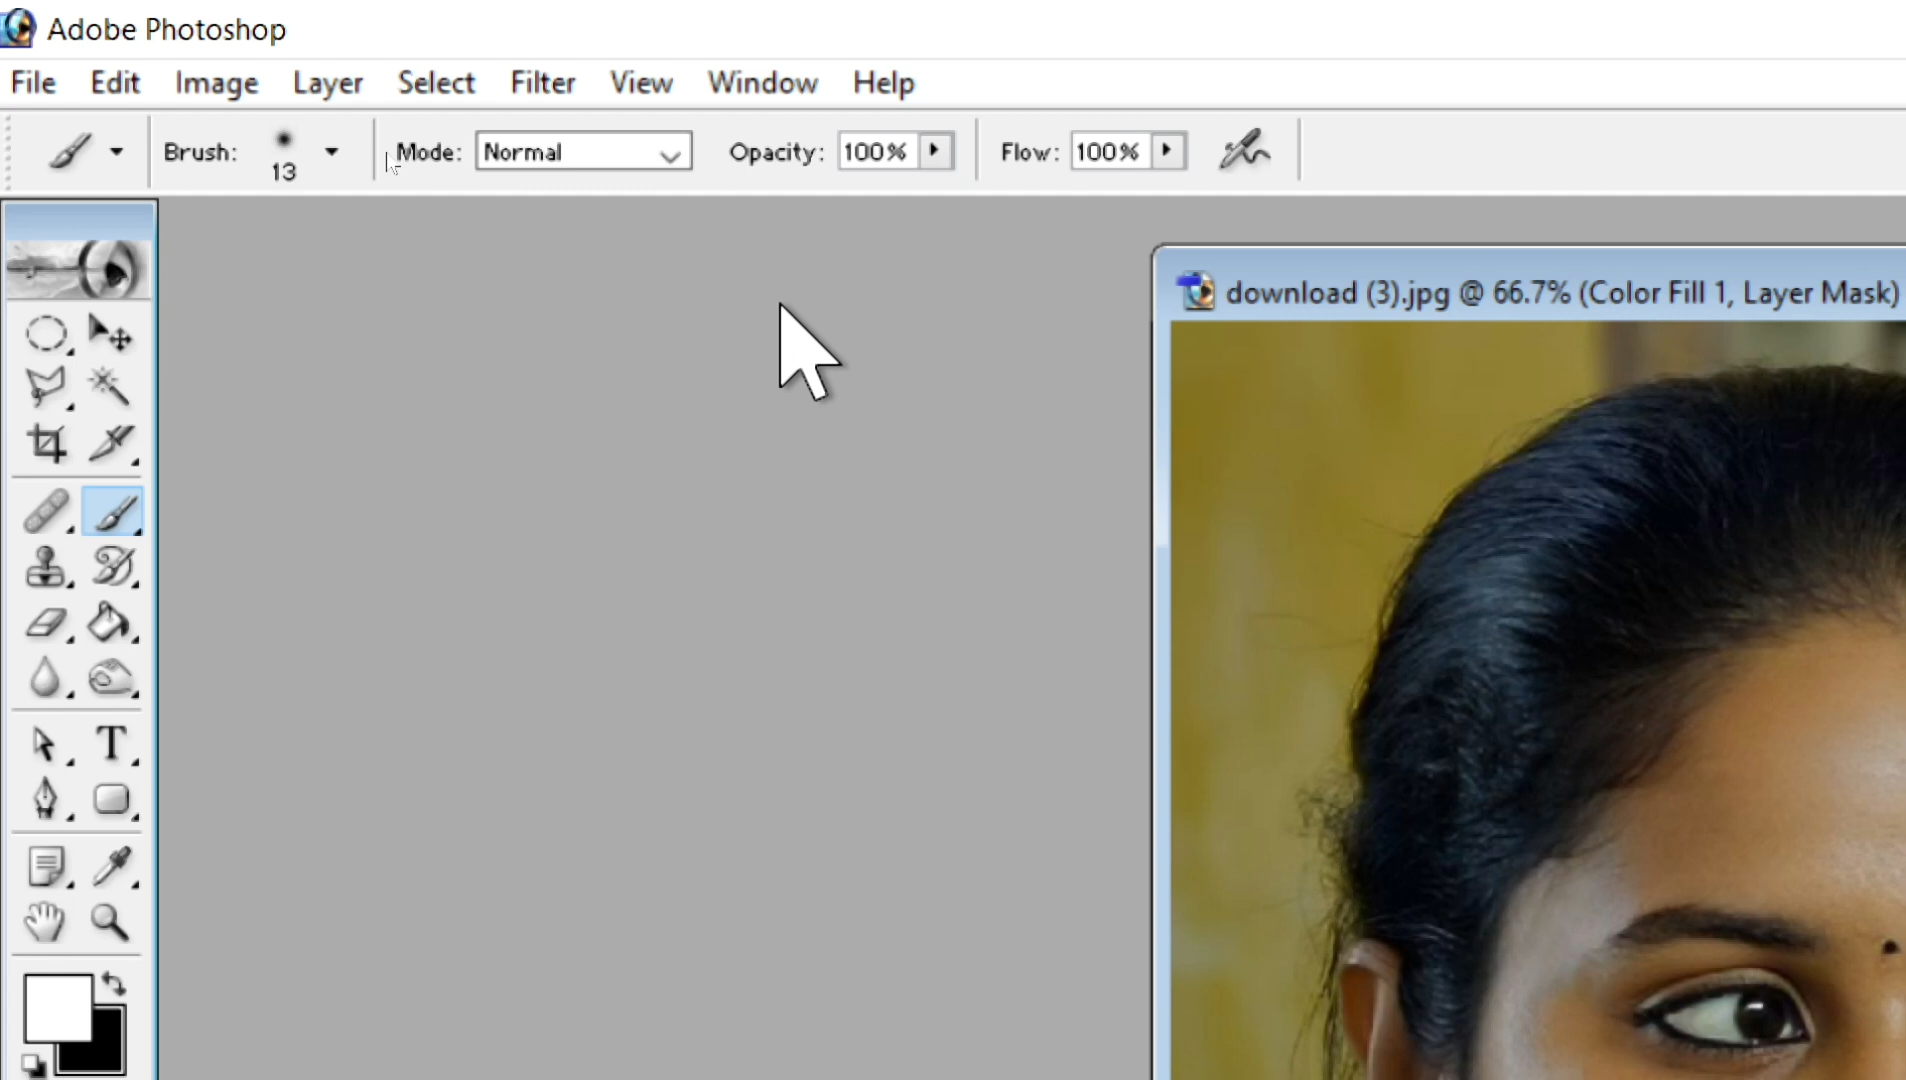 Adobe Photoshop
File Edit Image Layer Select Filter View Window Help
Brush: 13 Mode: Normal Opacity: 100% Flow: 100%
download (3).jpg @ 66.7% (Color Fill 1, Layer Mask)
T